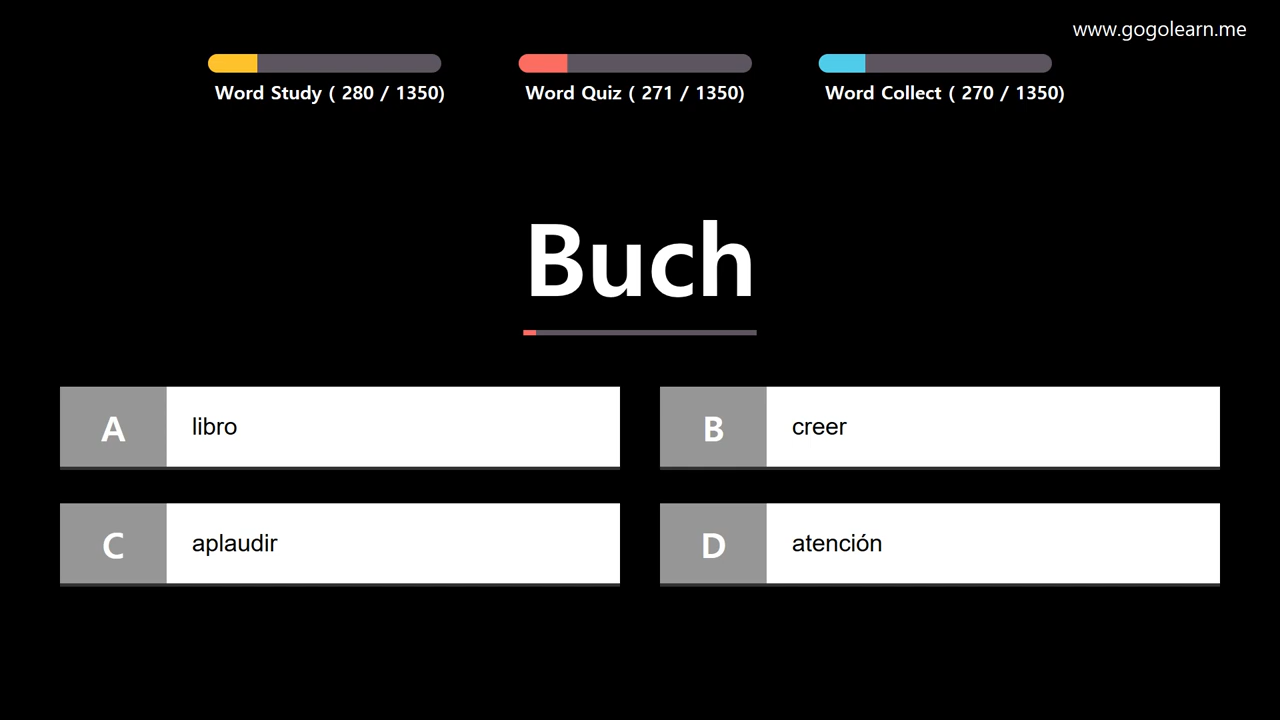 www.gogolearn.me
Word Study ( 280 / 1350)
Word Quiz ( 271 / 1350)
Word Collect ( 270 / 1350)
Buch
A libro
B creer
C aplaudir
D atención